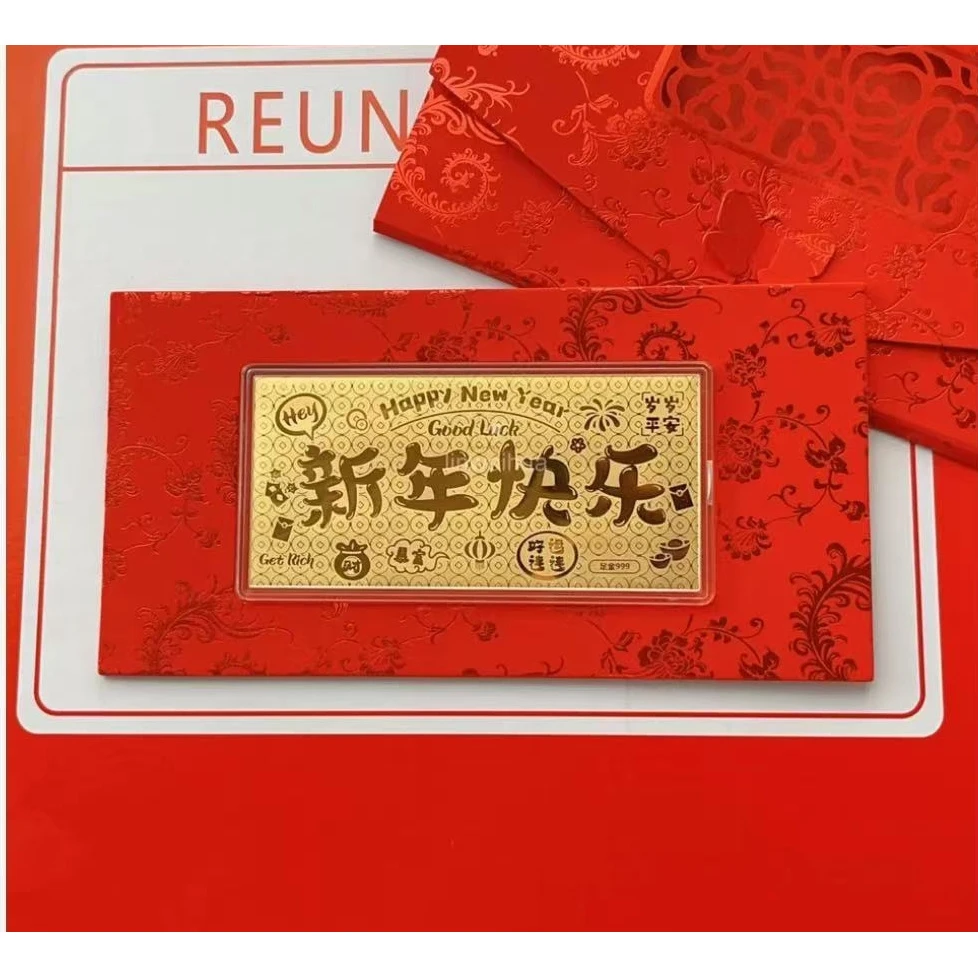 REUN
Happy New Year
Hey
Good Luck
岁岁
平安
新年快乐
Get Rich
财
暴富
好运
连连
足金999